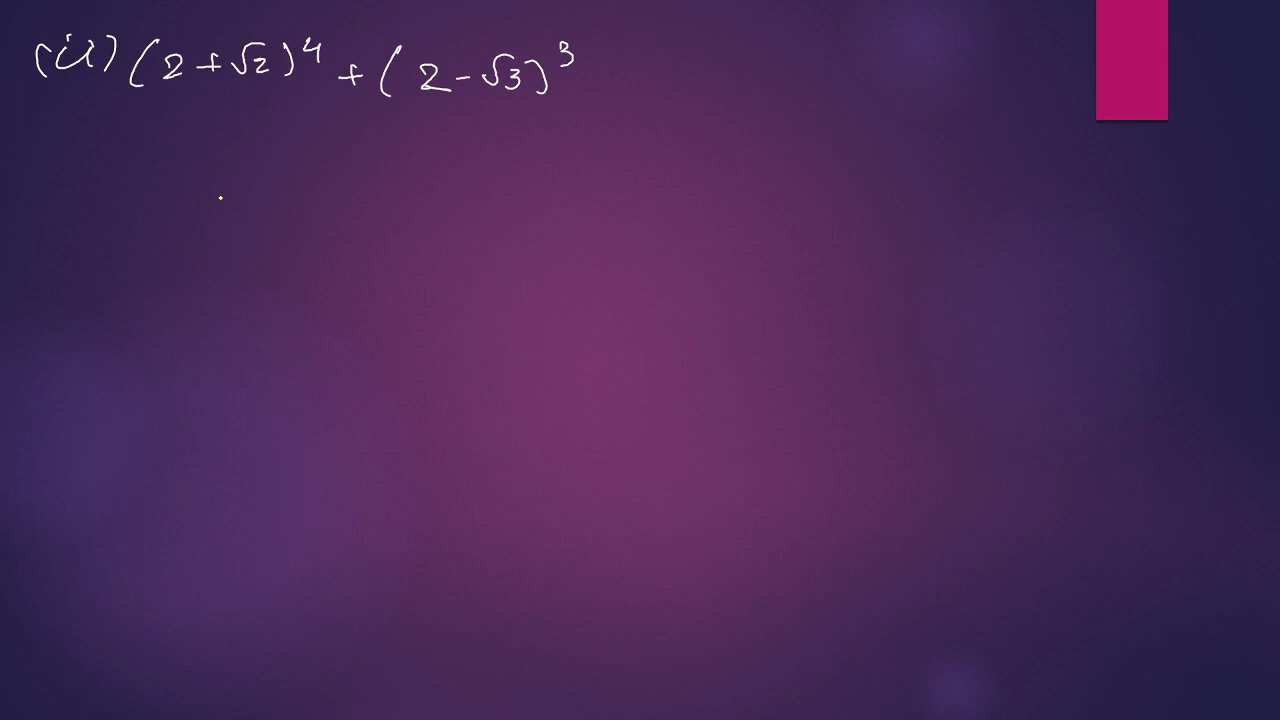 (ii) (2+√2)⁴ + (2-√3)³